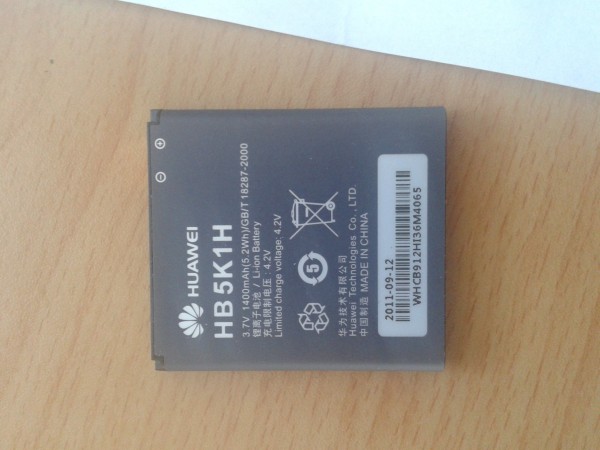 HUAWEI
HB5K1H
3.7V 1400mAh(5.2Wh)/GB/T18287-2000
锂离子电池 / Li-ion Battery
充电限制电压: 4.2V
Limited charge voltage: 4.2V
5
华为技术有限公司
Huawei Technologies Co., LTD.
中国制造 MADE IN CHINA
2011-09-12
WHCB912HI36M4065